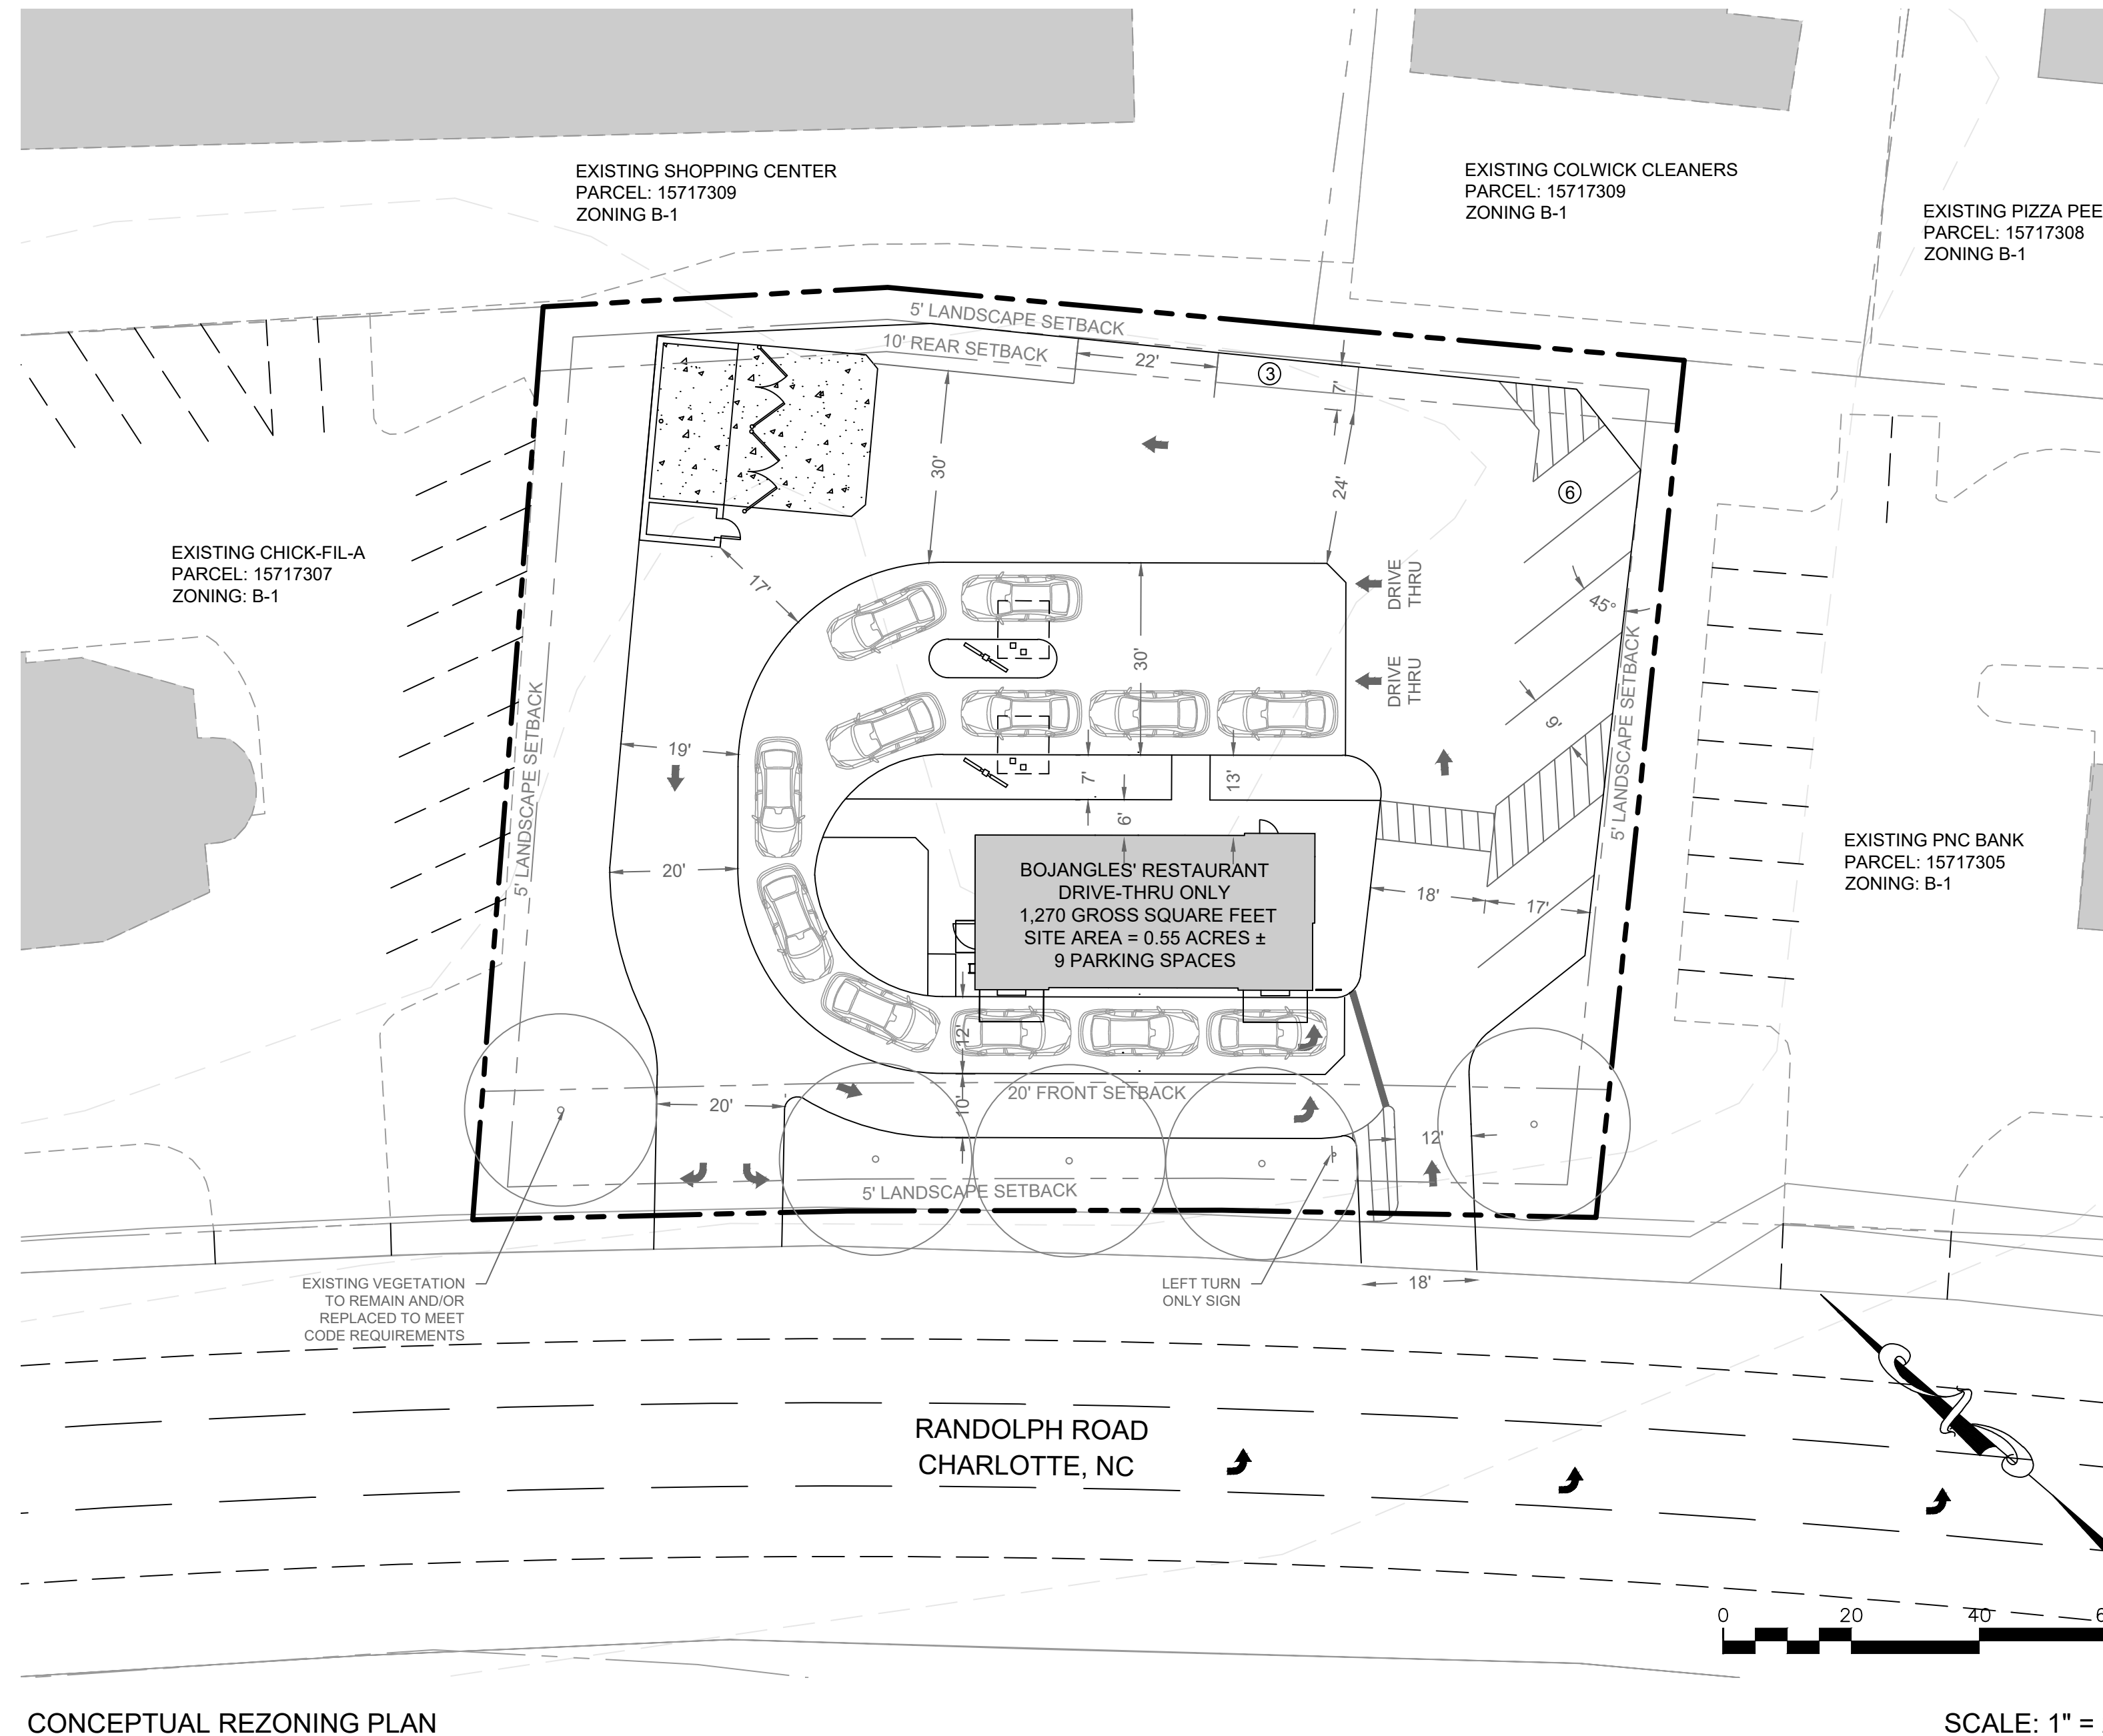 EXISTING SHOPPING CENTER
PARCEL: 15717309
ZONING B-1
EXISTING COLWICK CLEANERS
PARCEL: 15717309
ZONING B-1
EXISTING PIZZA PEE
PARCEL: 15717308
ZONING B-1
5' LANDSCAPE SETBACK
10' REAR SETBACK
22'
3
7'
30'
24'
6
EXISTING CHICK-FIL-A
PARCEL: 15717307
ZONING: B-1
17'
DRIVE
THRU
45°
30'
DRIVE
THRU
5' LANDSCAPE SETBACK
9'
19'
5' LANDSCAPE SETBACK
7'
13'
6'
20'
BOJANGLES' RESTAURANT
DRIVE-THRU ONLY
1,270 GROSS SQUARE FEET
SITE AREA = 0.55 ACRES ±
9 PARKING SPACES
18'
17'
EXISTING PNC BANK
PARCEL: 15717305
ZONING: B-1
12'
20' FRONT SETBACK
10'
20'
12'
5' LANDSCAPE SETBACK
EXISTING VEGETATION
TO REMAIN AND/OR
REPLACED TO MEET
CODE REQUIREMENTS
LEFT TURN
ONLY SIGN
18'
RANDOLPH ROAD
CHARLOTTE, NC
0 20 40
CONCEPTUAL REZONING PLAN
SCALE: 1" =